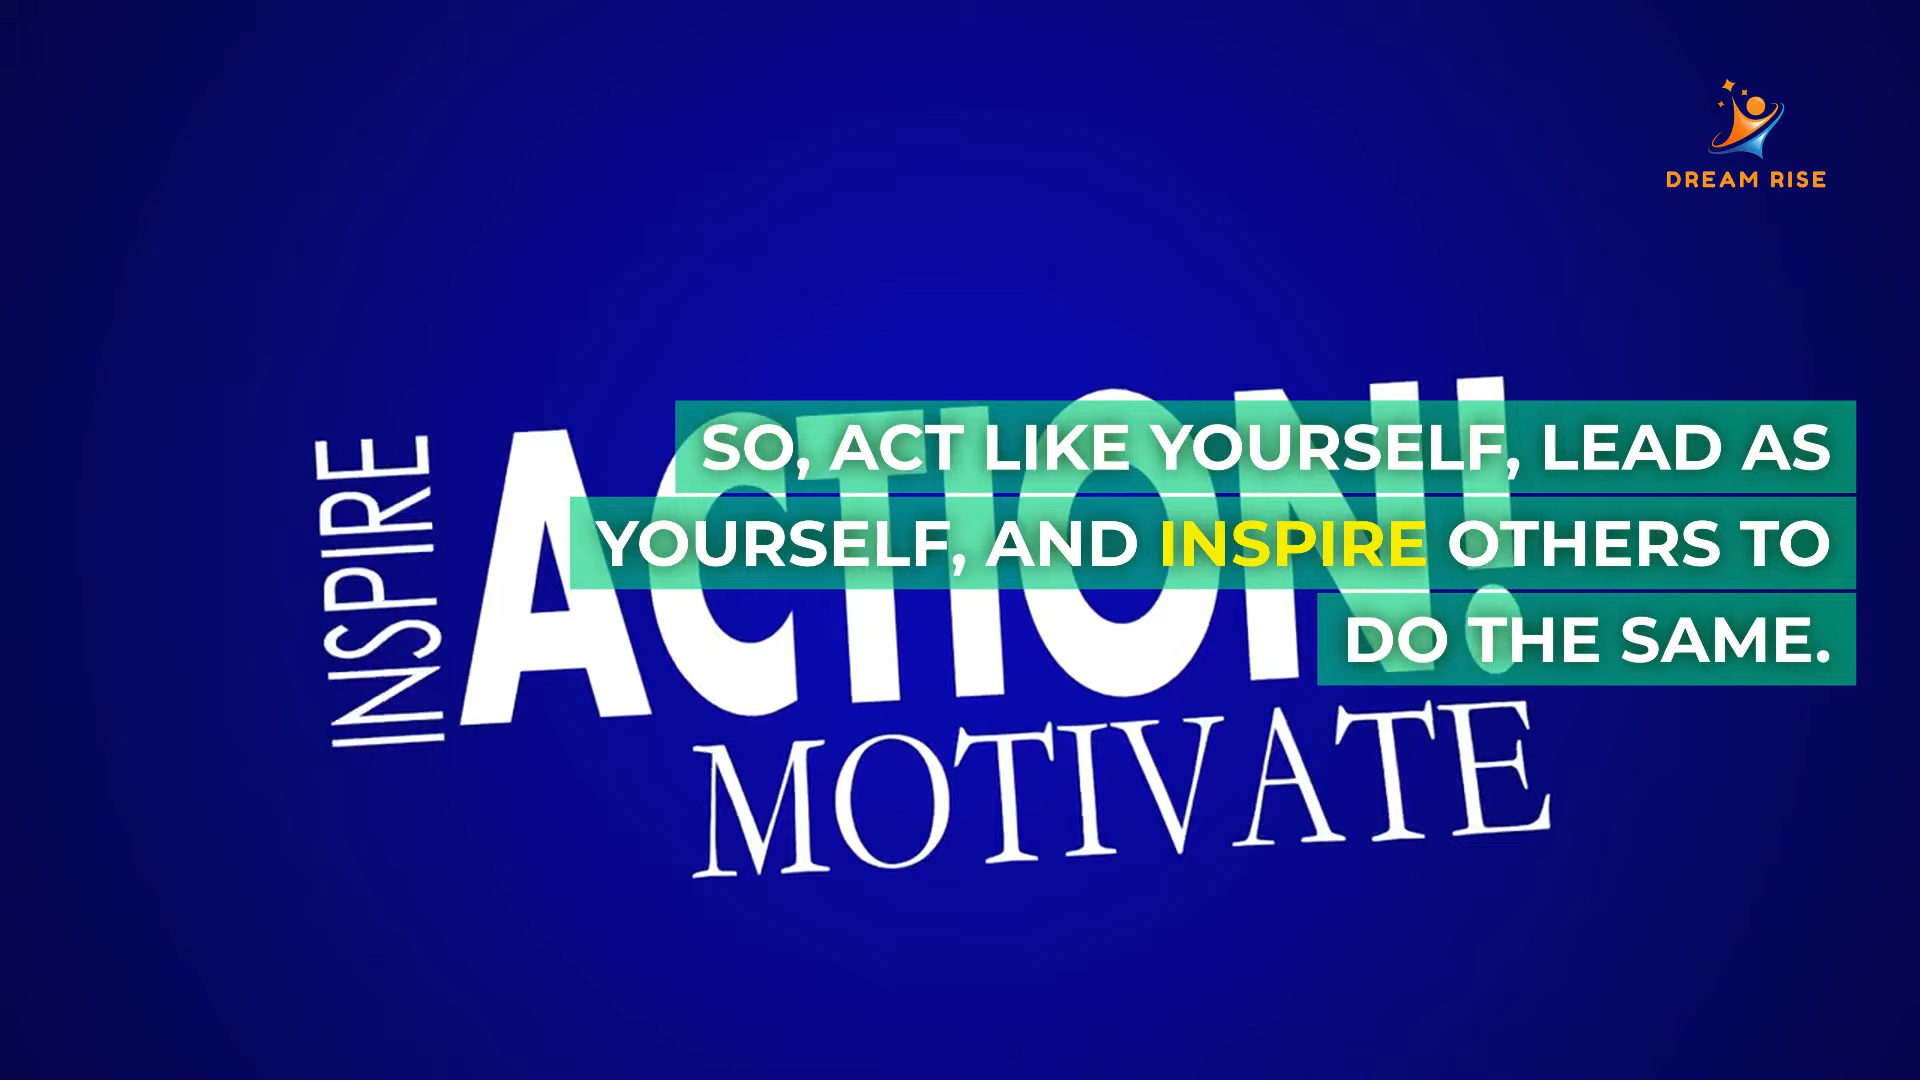 DREAM RISE
SO, ACT LIKE YOURSELF, LEAD AS
YOURSELF, AND INSPIRE OTHERS TO
DO THE SAME.
INSPIRE
ACTION!
MOTIVATE